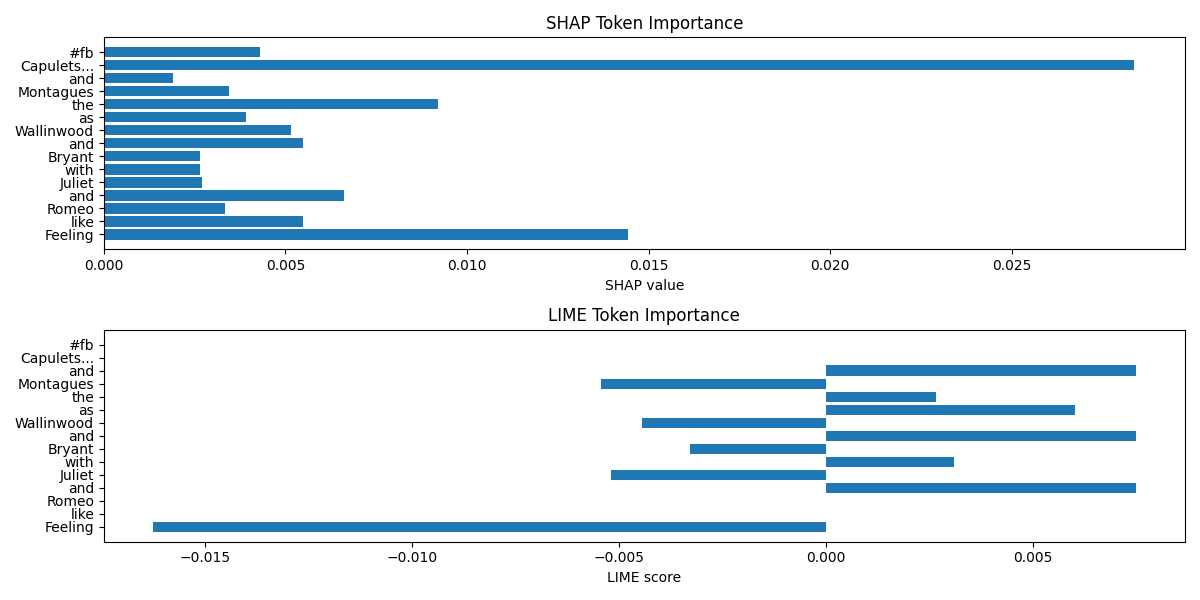 SHAP Token Importance
#fb
Capulets...
and
Montagues
the
as
Wallinwood
and
Bryant
with
Juliet
and
Romeo
like
Feeling
0.000 0.005 0.010 0.015 0.020 0.025
SHAP value
LIME Token Importance
#fb
Capulets...
and
Montagues
the
as
Wallinwood
and
Bryant
with
Juliet
and
Romeo
like
Feeling
−0.015 −0.010 −0.005 0.000 0.005
LIME score